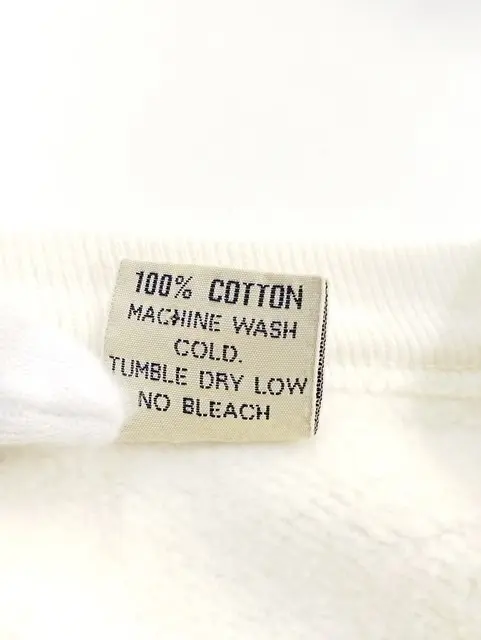 100% COTTON
MACHINE WASH
COLD.
TUMBLE DRY LOW
NO BLEACH